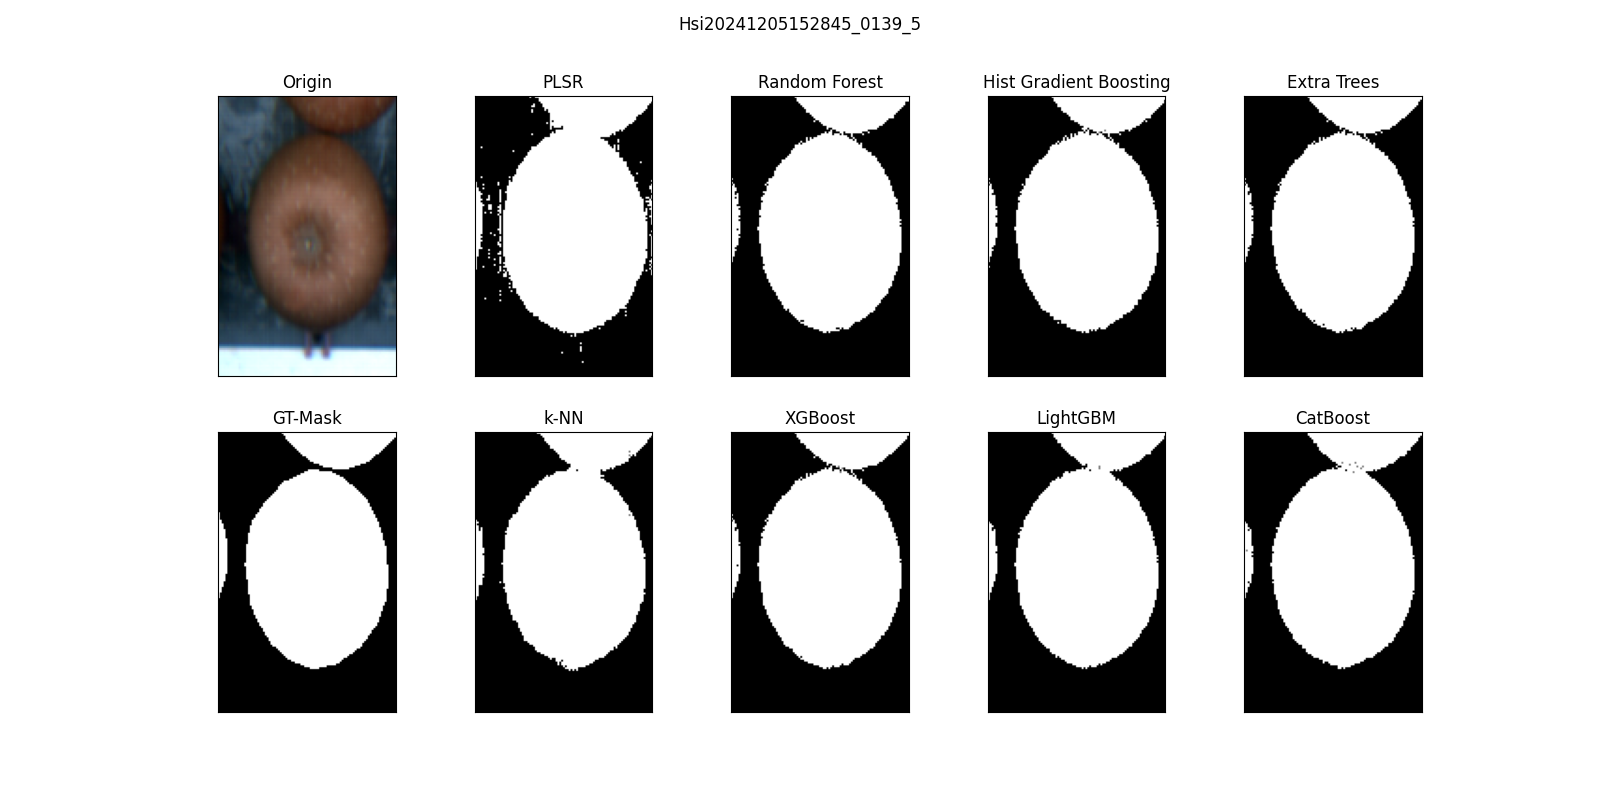 Hsi20241205152845_0139_5
Origin
PLSR
Random Forest
Hist Gradient Boosting
Extra Trees
GT-Mask
k-NN
XGBoost
LightGBM
CatBoost